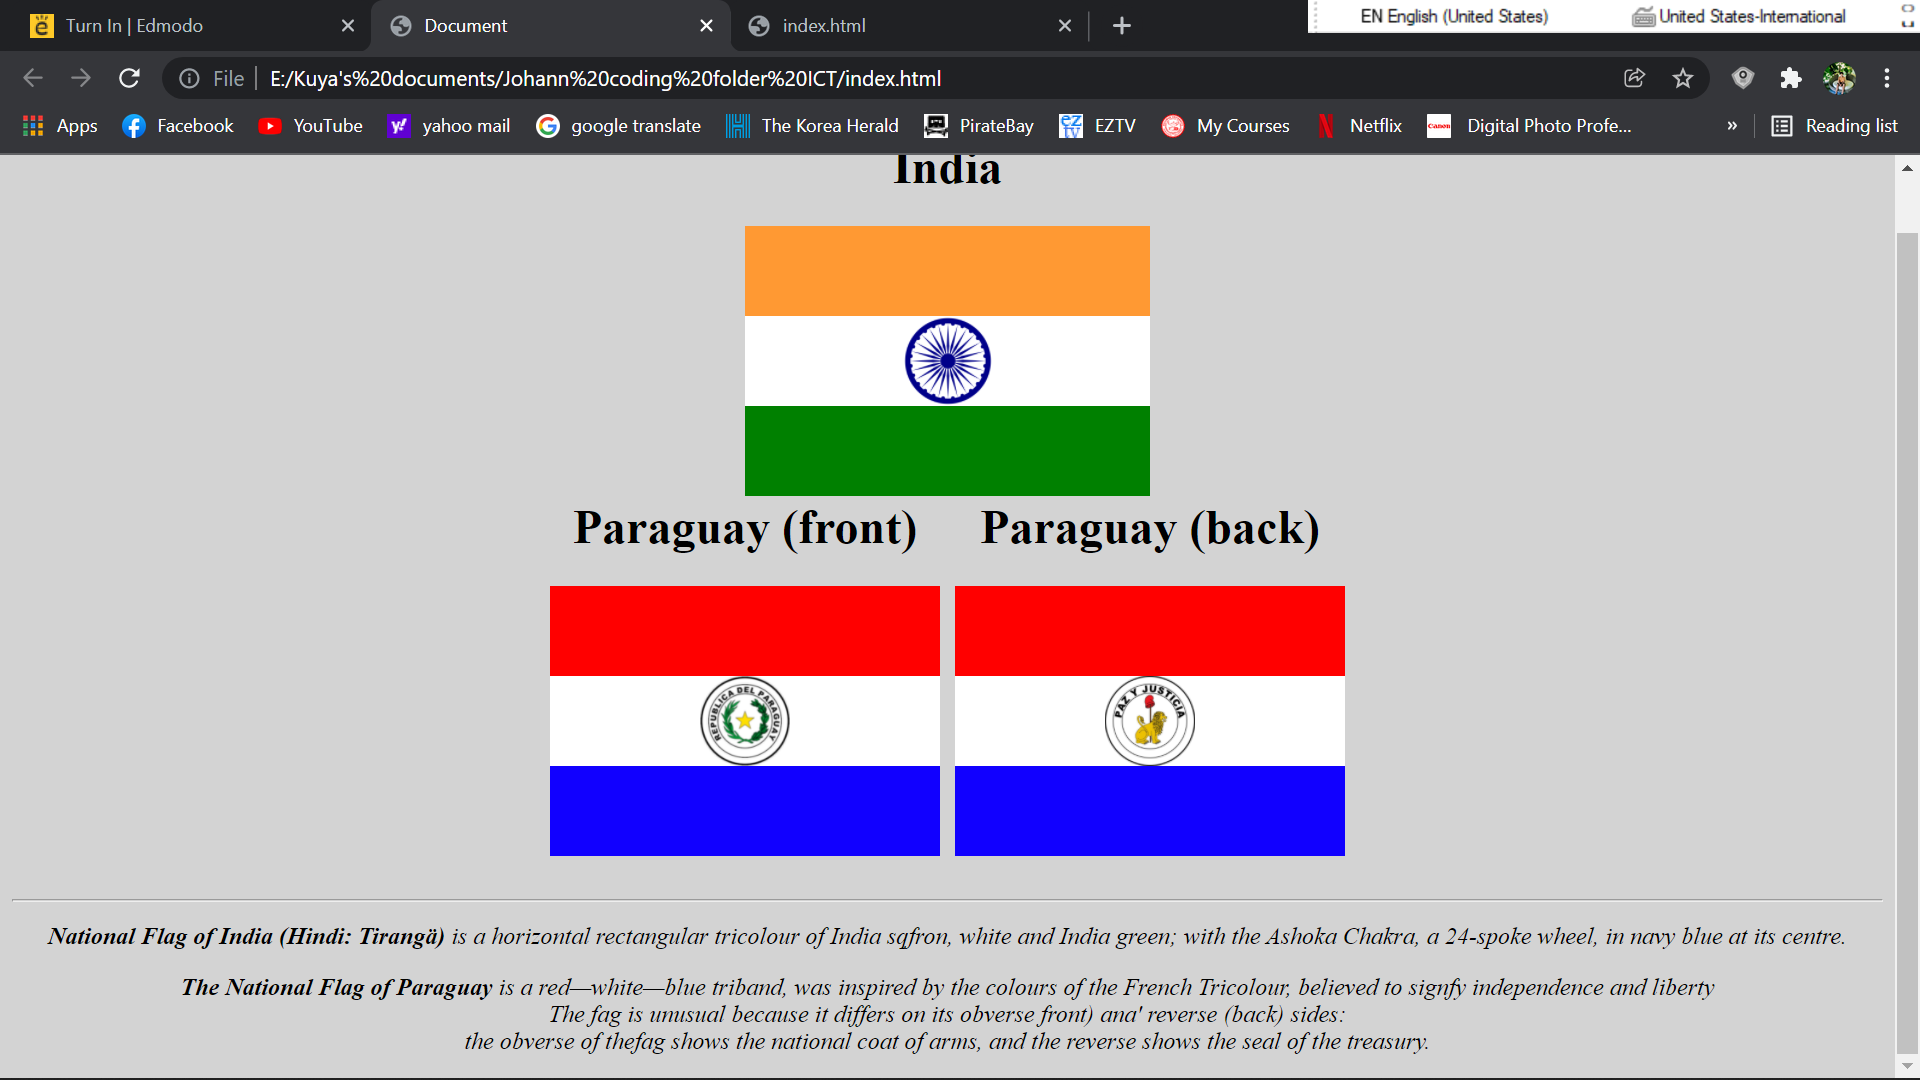 Turn In | Edmodo
Document
index.html
EN English (United States)
United States-International
File
E:/Kuya's%20documents/Johann%20coding%20folder%20ICT/index.html
Apps
Facebook
YouTube
yahoo mail
google translate
The Korea Herald
PirateBay
EZTV
My Courses
Netflix
Canon
Digital Photo Profe...
»
Reading list
India
Paraguay (front)
Paraguay (back)
REPUBLICA DEL PARAGUAY
PAZ Y JUSTICIA
National Flag of India (Hindi: Tirangä) is a horizontal rectangular tricolour of India sqfron, white and India green; with the Ashoka Chakra, a 24-spoke wheel, in navy blue at its centre.
The National Flag of Paraguay is a red—white—blue triband, was inspired by the colours of the French Tricolour, believed to signfy independence and liberty
The fag is unusual because it differs on its obverse front) ana' reverse (back) sides:
the obverse of thefag shows the national coat of arms, and the reverse shows the seal of the treasury.